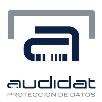 audidat
PROTECCIÓN DE DATOS